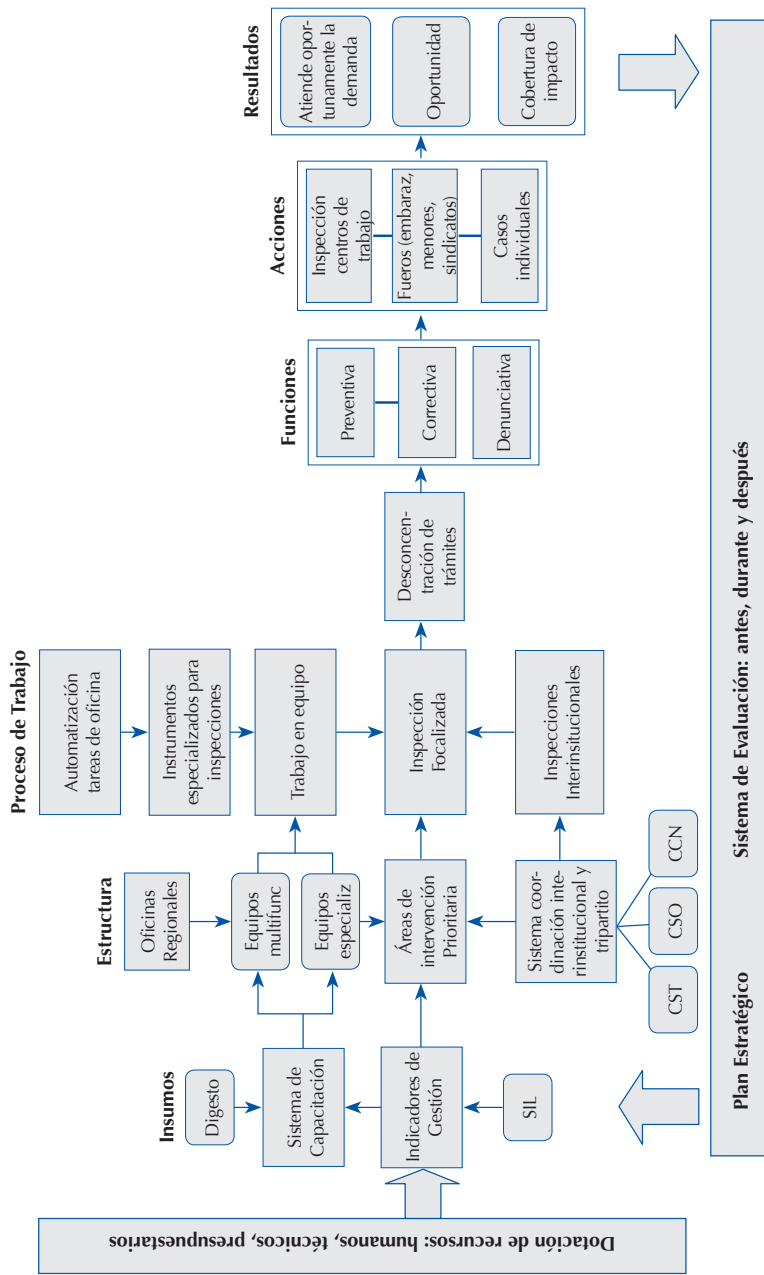 Dotación de recursos: humanos, técnicos, presupuestarios
Insumos
Digesto
Sistema de
Capacitación
Indicadores de
Gestión
SIL
Estructura
Oficinas
Regionales
Equipos
multifunc
Equipos
especializ
Áreas de
intervención
Prioritaria
Sistema coor-
dinación inte-
rinstitucional y
tripartito
CST
CSO
CCN
Proceso de Trabajo
Automatización
tareas de oficina
Instrumentos
especializados para
inspecciones
Trabajo en equipo
Inspección
Focalizada
Inspecciones
Interinsitucionales
Desconcen-
tración de
trámites
Funciones
Preventiva
Correctiva
Denunciativa
Acciones
Inspección
centros de
trabajo
Fueros (embaraz,
menores,
sindicatos)
Casos
individuales
Resultados
Atiende opor-
tunamente la
demanda
Oportunidad
Cobertura de
impacto
Plan Estratégico
Sistema de Evaluación: antes, durante y después